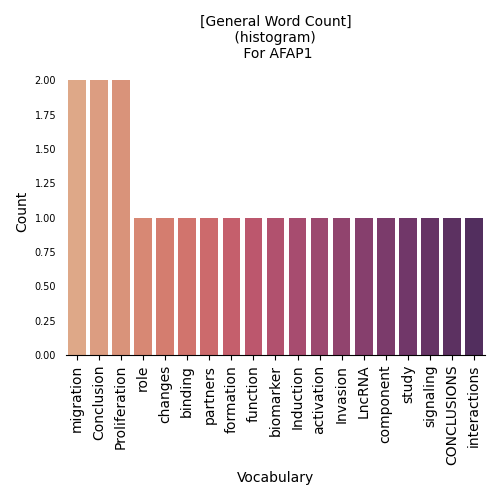 [General Word Count]
(histogram)
For AFAP1
2.00
1.75
1.50
1.25
1.00
0.75
0.50
0.25
0.00
Count
migration
Conclusion
Proliferation
role
changes
binding
partners
formation
function
biomarker
Induction
activation
Invasion
LncRNA
component
study
signaling
CONCLUSIONS
interactions
Vocabulary